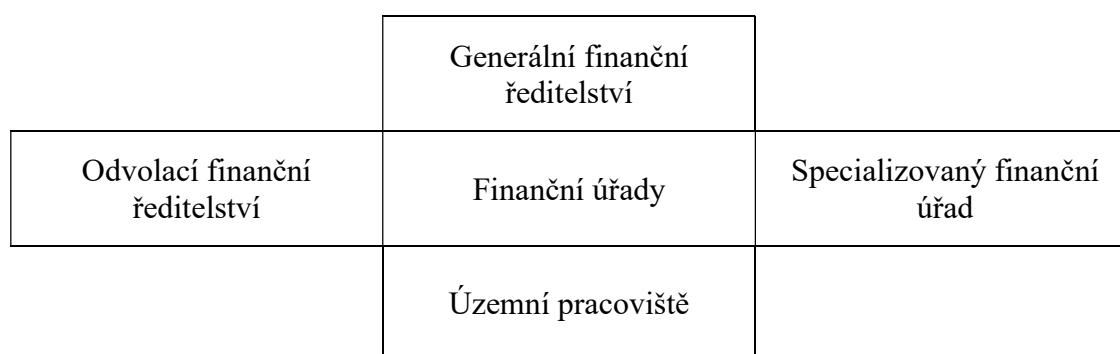 Generální finanční
ředitelství
Odvolací finanční
ředitelství
Finanční úřady
Specializovaný finanční
úřad
Územní pracoviště